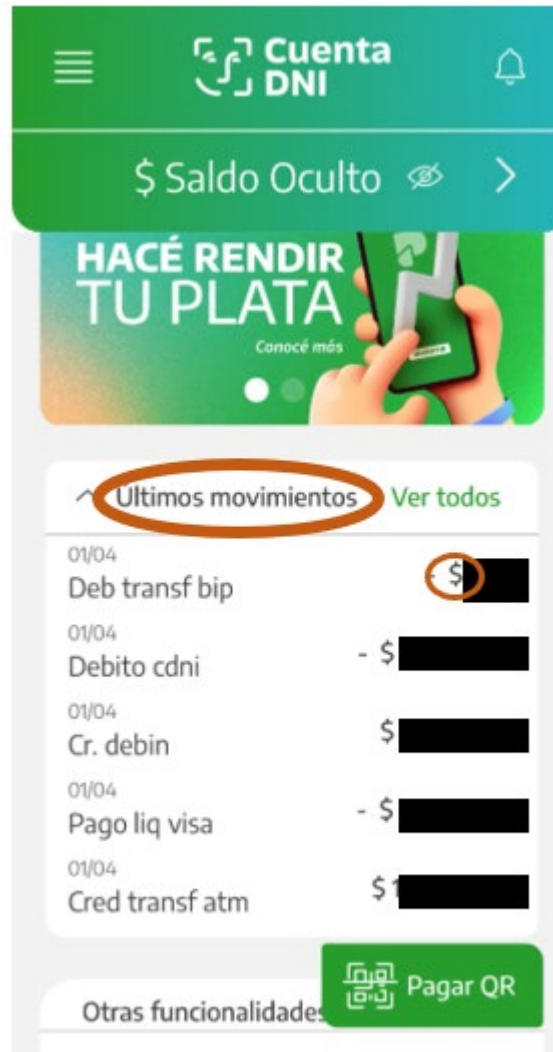 Cuenta
DNI
$ Saldo Oculto
HACÉ RENDIR
TU PLATA
Conocé más
Ultimos movimientos Ver todos
01/04
Deb transf bip - $
01/04
Debito cdni - $
01/04
Cr. debin $
01/04
Pago liq visa - $
01/04
Cred transf atm $1
Pagar QR
Otras funcionalidades